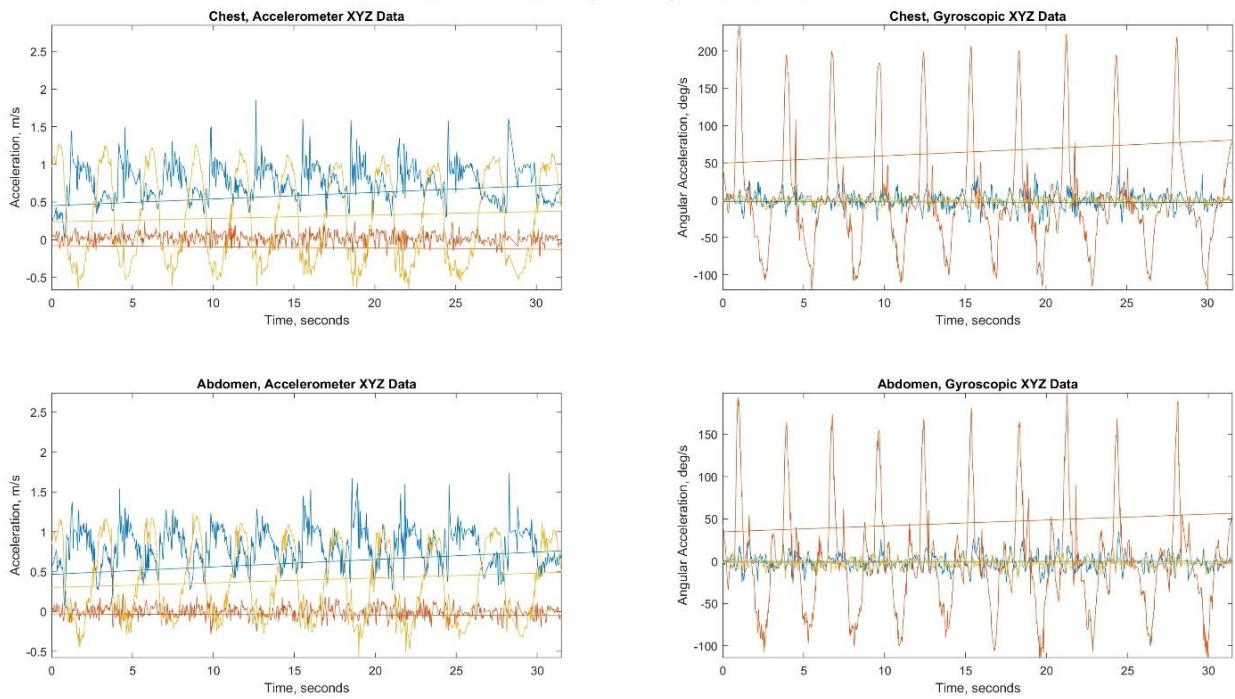 Chest, Accelerometer XYZ Data
2.5
2
1.5
1
0.5
0
-0.5
Acceleration, m/s
0 5 10 15 20 25 30
Time, seconds
Chest, Gyroscopic XYZ Data
200
150
100
50
0
-50
-100
Angular Acceleration, deg/s
0 5 10 15 20 25 30
Time, seconds
Abdomen, Accelerometer XYZ Data
2.5
2
1.5
1
0.5
0
-0.5
Acceleration, m/s
0 5 10 15 20 25 30
Time, seconds
Abdomen, Gyroscopic XYZ Data
150
100
50
0
-50
-100
Angular Acceleration, deg/s
0 5 10 15 20 25 30
Time, seconds